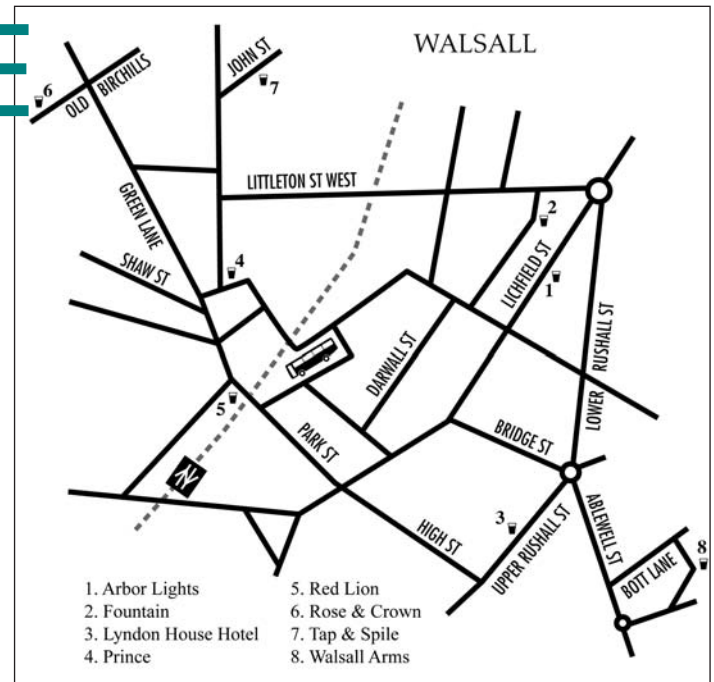 WALSALL
JOHN ST
7
OLD BIRCHILLS
6
LITTLETON ST WEST
GREEN LANE
2
LICHFIELD ST
1
SHAW ST
4
RUSHALL ST
LOWER
DARWALL ST
5
PARK ST
BRIDGE ST
3
HIGH ST
UPPER RUSHALL ST
ABLEWELL ST
BOTT LANE
8
1. Arbor Lights
2. Fountain
3. Lyndon House Hotel
4. Prince
5. Red Lion
6. Rose & Crown
7. Tap & Spile
8. Walsall Arms